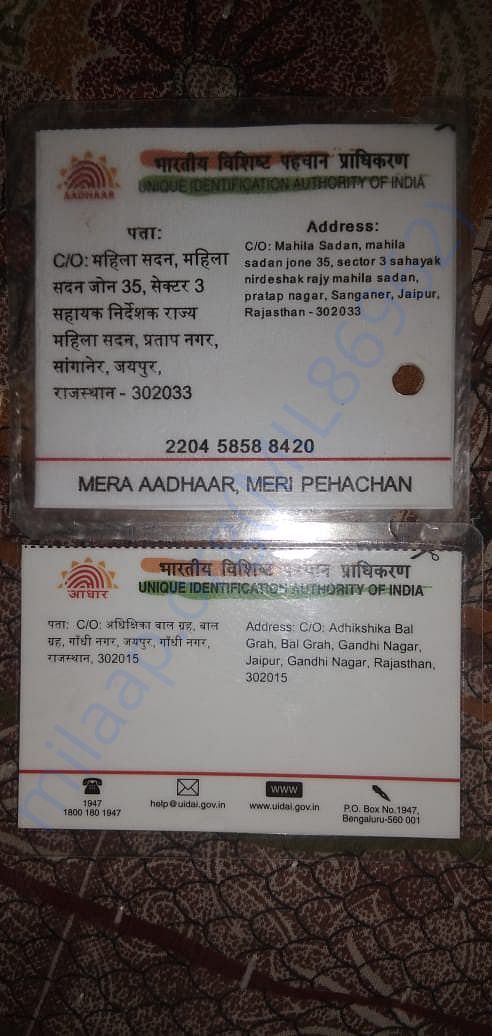 भारतीय विशिष्ट पहचान प्राधिकरण
AADHAAR
UNIQUE IDENTIFICATION AUTHORITY OF INDIA
पता:
C/O: महिला सदन, महिला
सदन जोन 35, सेक्टर 3
सहायक निर्देशक राज्य
महिला सदन, प्रताप नगर,
सांगानेर, जयपुर,
राजस्थान - 302033
Address:
C/O: Mahila Sadan, mahila
sadan jone 35, sector 3 sahayak
nirdeshak rajy mahila sadan,
pratap nagar, Sanganer, Jaipur,
Rajasthan - 302033
2204 5858 8420
MERA AADHAAR, MERI PEHACHAN
भारतीय विशिष्ट पहचान प्राधिकरण
आधार
UNIQUE IDENTIFICATION AUTHORITY OF INDIA
पता: C/O: अधिक्षिका बाल ग्रह, बाल
ग्रह, गाँधी नगर, जयपुर, गाँधी नगर,
राजस्थान, 302015
Address: C/O: Adhikshika Bal
Grah, Bal Grah, Gandhi Nagar,
Jaipur, Gandhi Nagar, Rajasthan,
302015
1947
1800 180 1947
help@uidai.gov.in
www
www.uidai.gov.in
P.O. Box No.1947,
Bengaluru-560 001